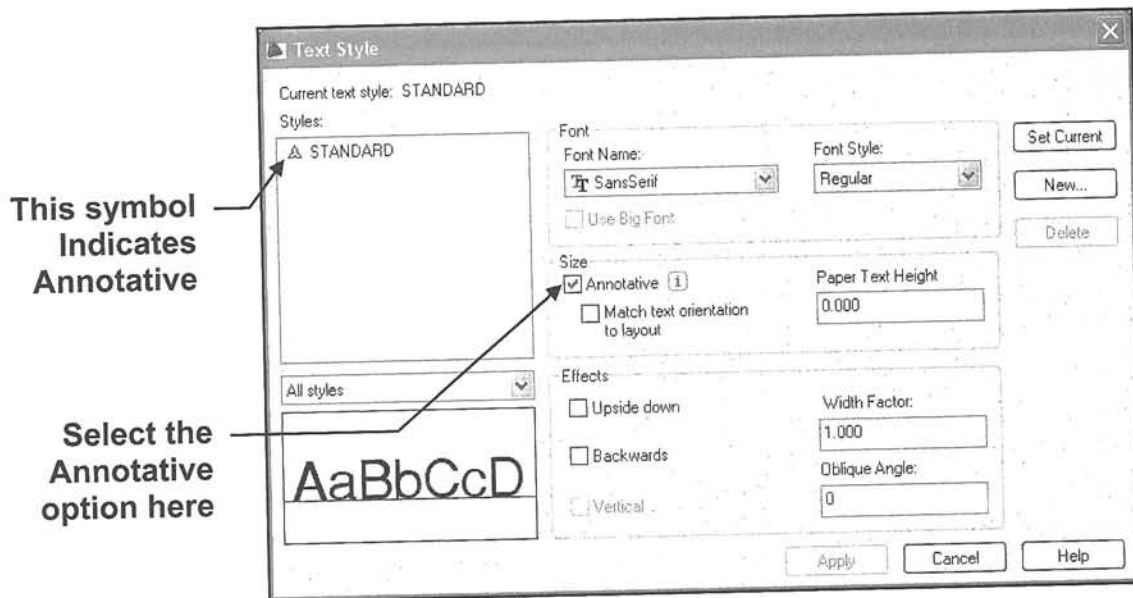 Text Style
Current text style: STANDARD
Styles:
STANDARD
This symbol
Indicates
Annotative
All styles
Select the
Annotative
option here
AaBbCcD
Font
Font Name:
SansSerif
Use Big Font
Font Style:
Regular
Size
Annotative
Match text orientation
to layout
Paper Text Height
0.000
Effects
Upside down
Backwards
Vertical
Width Factor:
1.000
Oblique Angle:
0
Set Current
New...
Delete
Apply
Cancel
Help